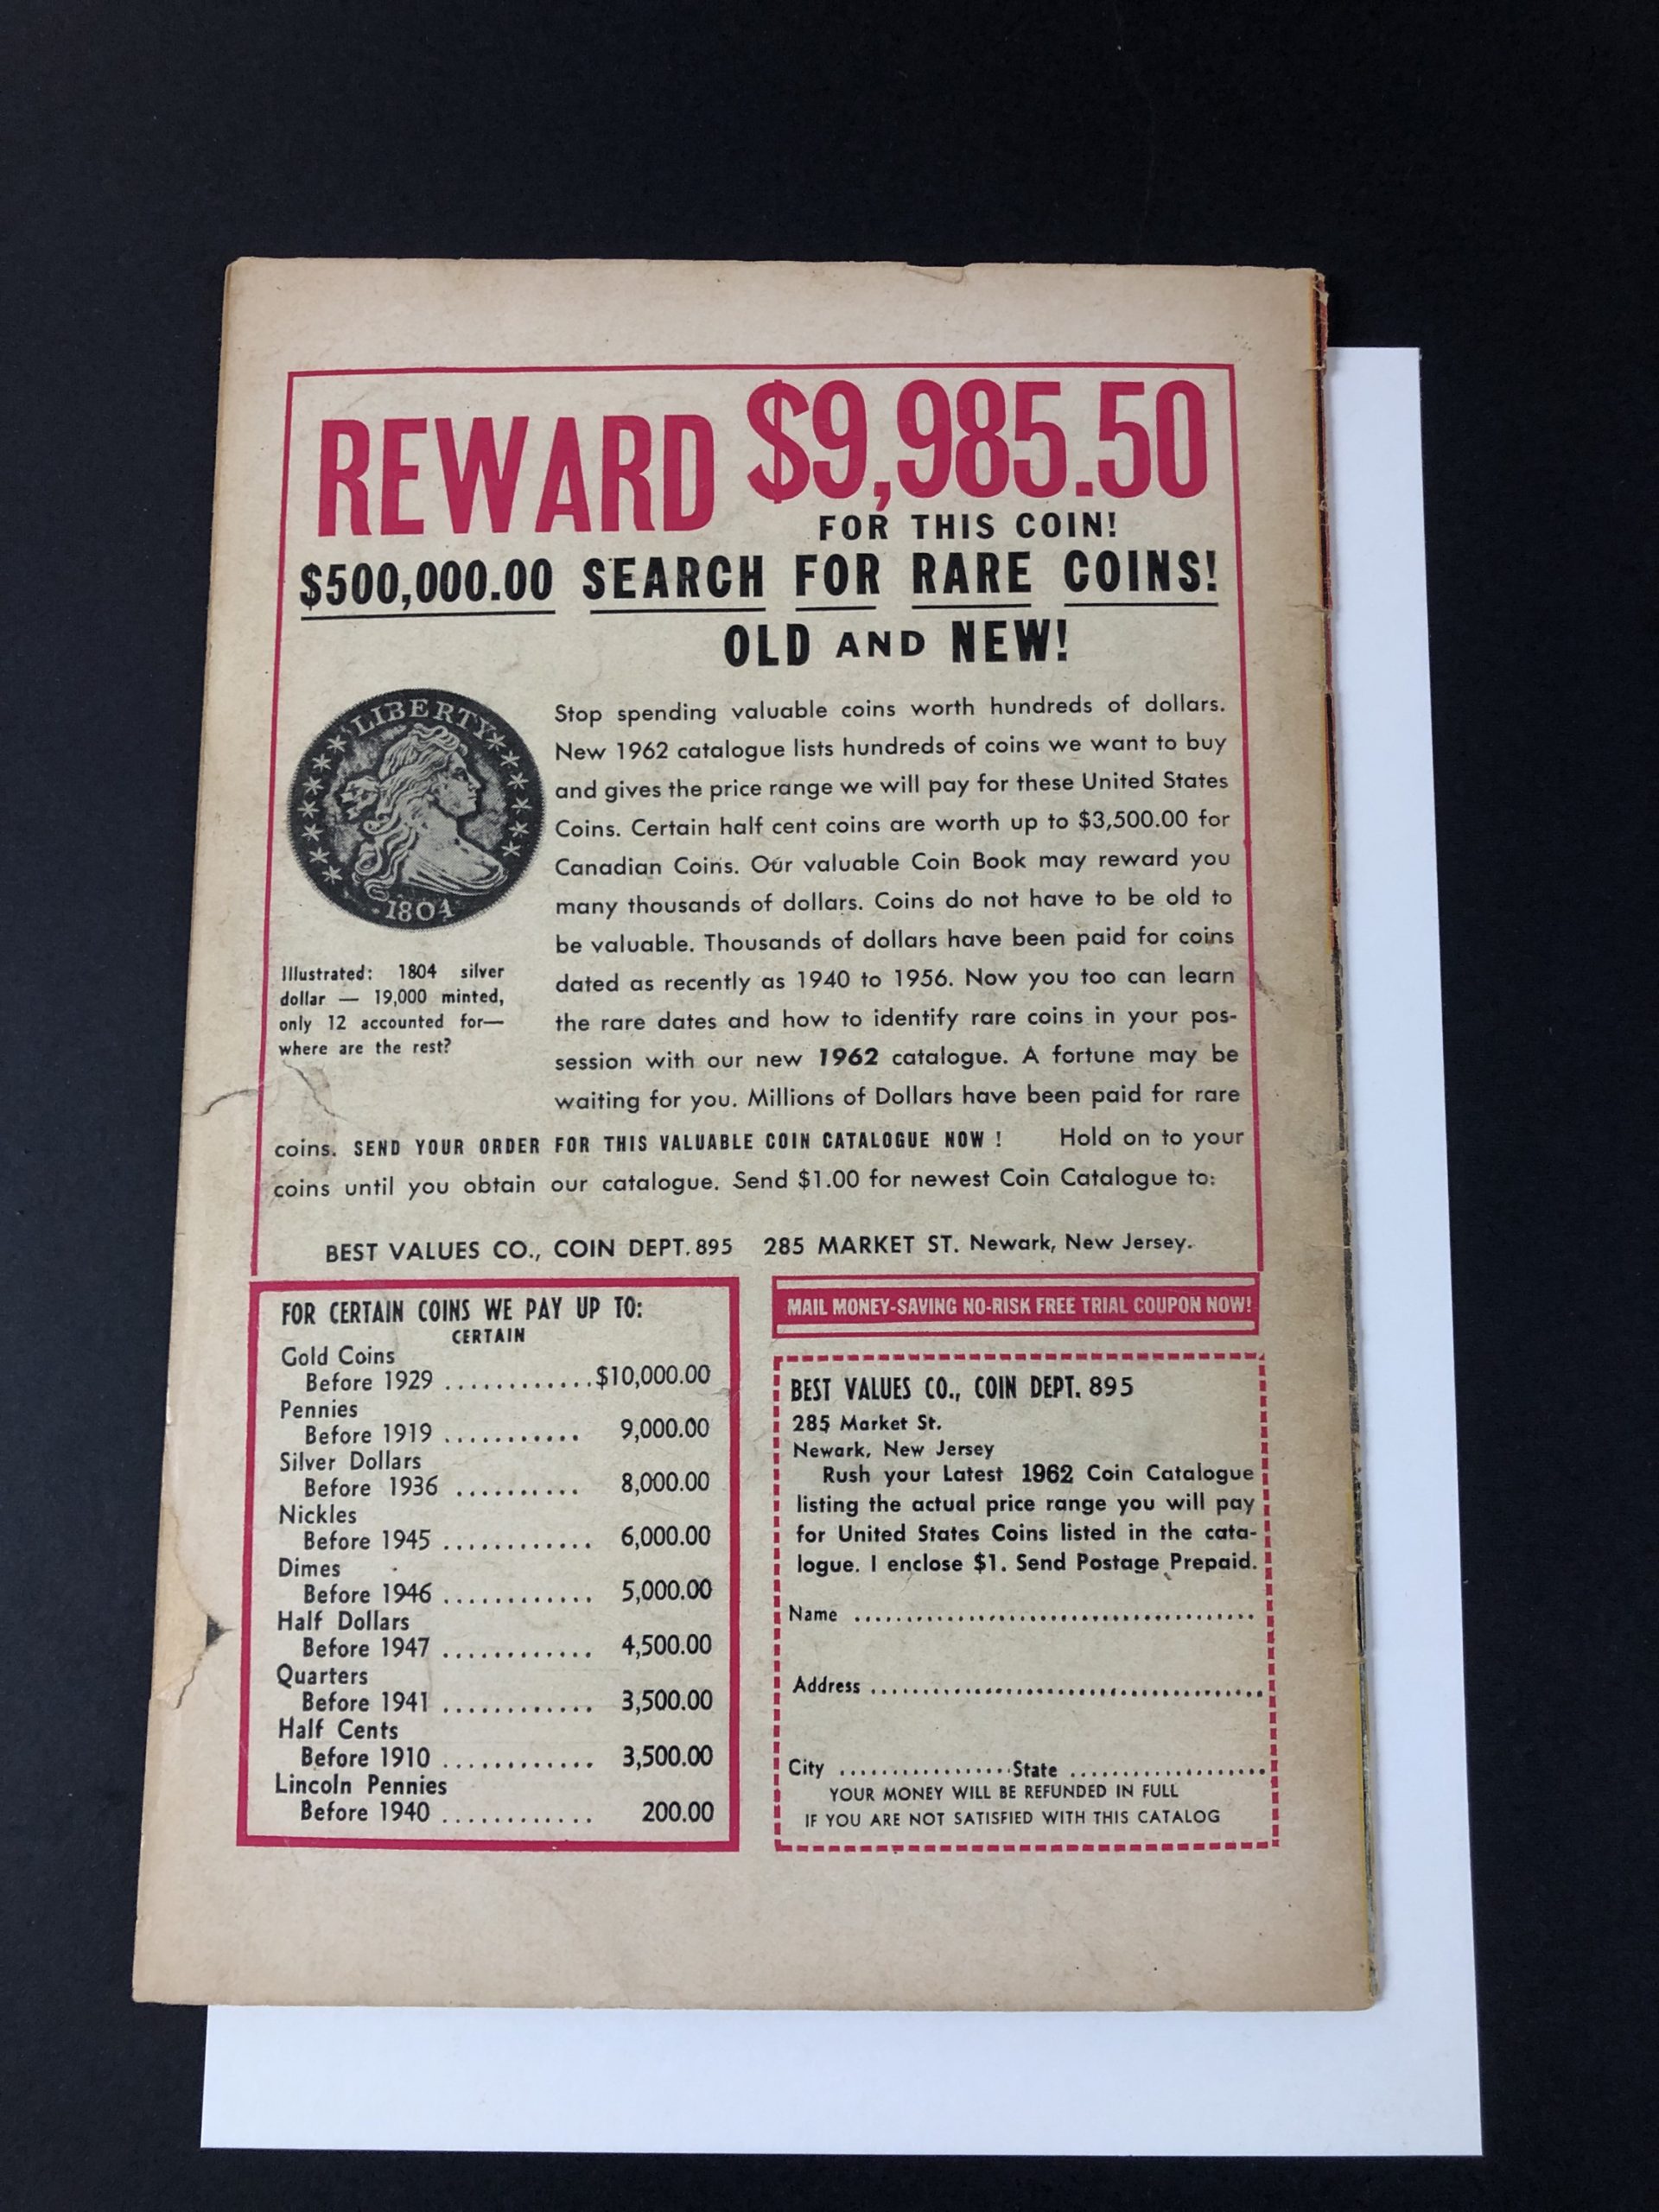 REWARD $9,985.50
FOR THIS COIN!
$500,000.00 SEARCH FOR RARE COINS!
OLD AND NEW!
LIBERTY
1804
Illustrated: 1804 silver
dollar — 19,000 minted,
only 12 accounted for—
where are the rest?
Stop spending valuable coins worth hundreds of dollars.
New 1962 catalogue lists hundreds of coins we want to buy
and gives the price range we will pay for these United States
Coins. Certain half cent coins are worth up to $3,500.00 for
Canadian Coins. Our valuable Coin Book may reward you
many thousands of dollars. Coins do not have to be old to
be valuable. Thousands of dollars have been paid for coins
dated as recently as 1940 to 1956. Now you too can learn
the rare dates and how to identify rare coins in your pos-
session with our new 1962 catalogue. A fortune may be
waiting for you. Millions of Dollars have been paid for rare
coins. SEND YOUR ORDER FOR THIS VALUABLE COIN CATALOGUE NOW ! Hold on to your
coins until you obtain our catalogue. Send $1.00 for newest Coin Catalogue to:
BEST VALUES CO., COIN DEPT. 895 285 MARKET ST. Newark, New Jersey.
FOR CERTAIN COINS WE PAY UP TO:
CERTAIN
Gold Coins
Before 1929 ............$10,000.00
Pennies
Before 1919 ........... 9,000.00
Silver Dollars
Before 1936 .......... 8,000.00
Nickles
Before 1945 ............ 6,000.00
Dimes
Before 1946 ............ 5,000.00
Half Dollars
Before 1947 ............ 4,500.00
Quarters
Before 1941 ............ 3,500.00
Half Cents
Before 1910 ............ 3,500.00
Lincoln Pennies
Before 1940 ............ 200.00
MAIL MONEY-SAVING NO-RISK FREE TRIAL COUPON NOW!
BEST VALUES CO., COIN DEPT. 895
285 Market St.
Newark, New Jersey
Rush your Latest 1962 Coin Catalogue
listing the actual price range you will pay
for United States Coins listed in the cata-
logue. I enclose $1. Send Postage Prepaid.
Name ......................................
Address .....................................
City .................State ...................
YOUR MONEY WILL BE REFUNDED IN FULL
IF YOU ARE NOT SATISFIED WITH THIS CATALOG